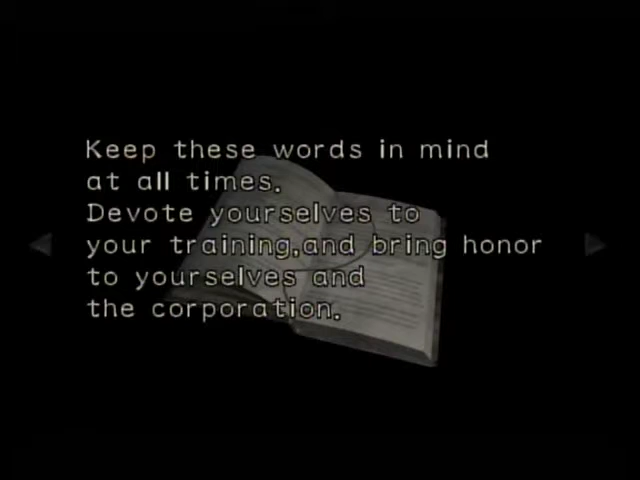 Keep these words in mind
at all times.
Devote yourselves to
your training,and bring honor
to yourselves and
the corporation.